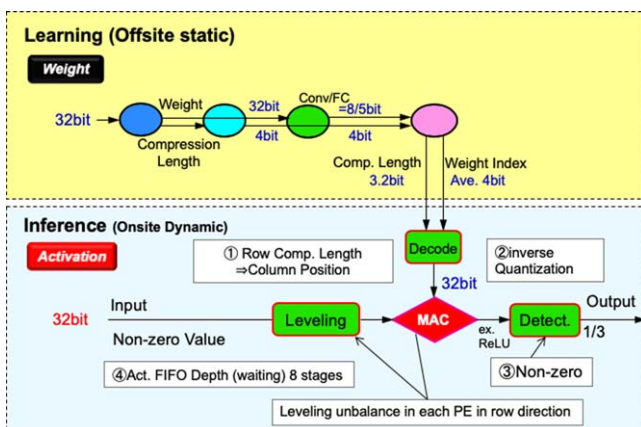 Learning (Offsite static)
Weight
32bit
Weight
32bit
Conv/FC
=8/5bit
Compression
Length
4bit
4bit
Comp. Length
3.2bit
Weight Index
Ave. 4bit
Inference (Onsite Dynamic)
Activation
① Row Comp. Length
⇒Column Position
Decode
②inverse
Quantization
32bit
32bit
Input
Non-zero Value
Leveling
MAC
ex.
ReLU
Detect.
Output
1/3
④Act. FIFO Depth (waiting) 8 stages
③Non-zero
Leveling unbalance in each PE in row direction